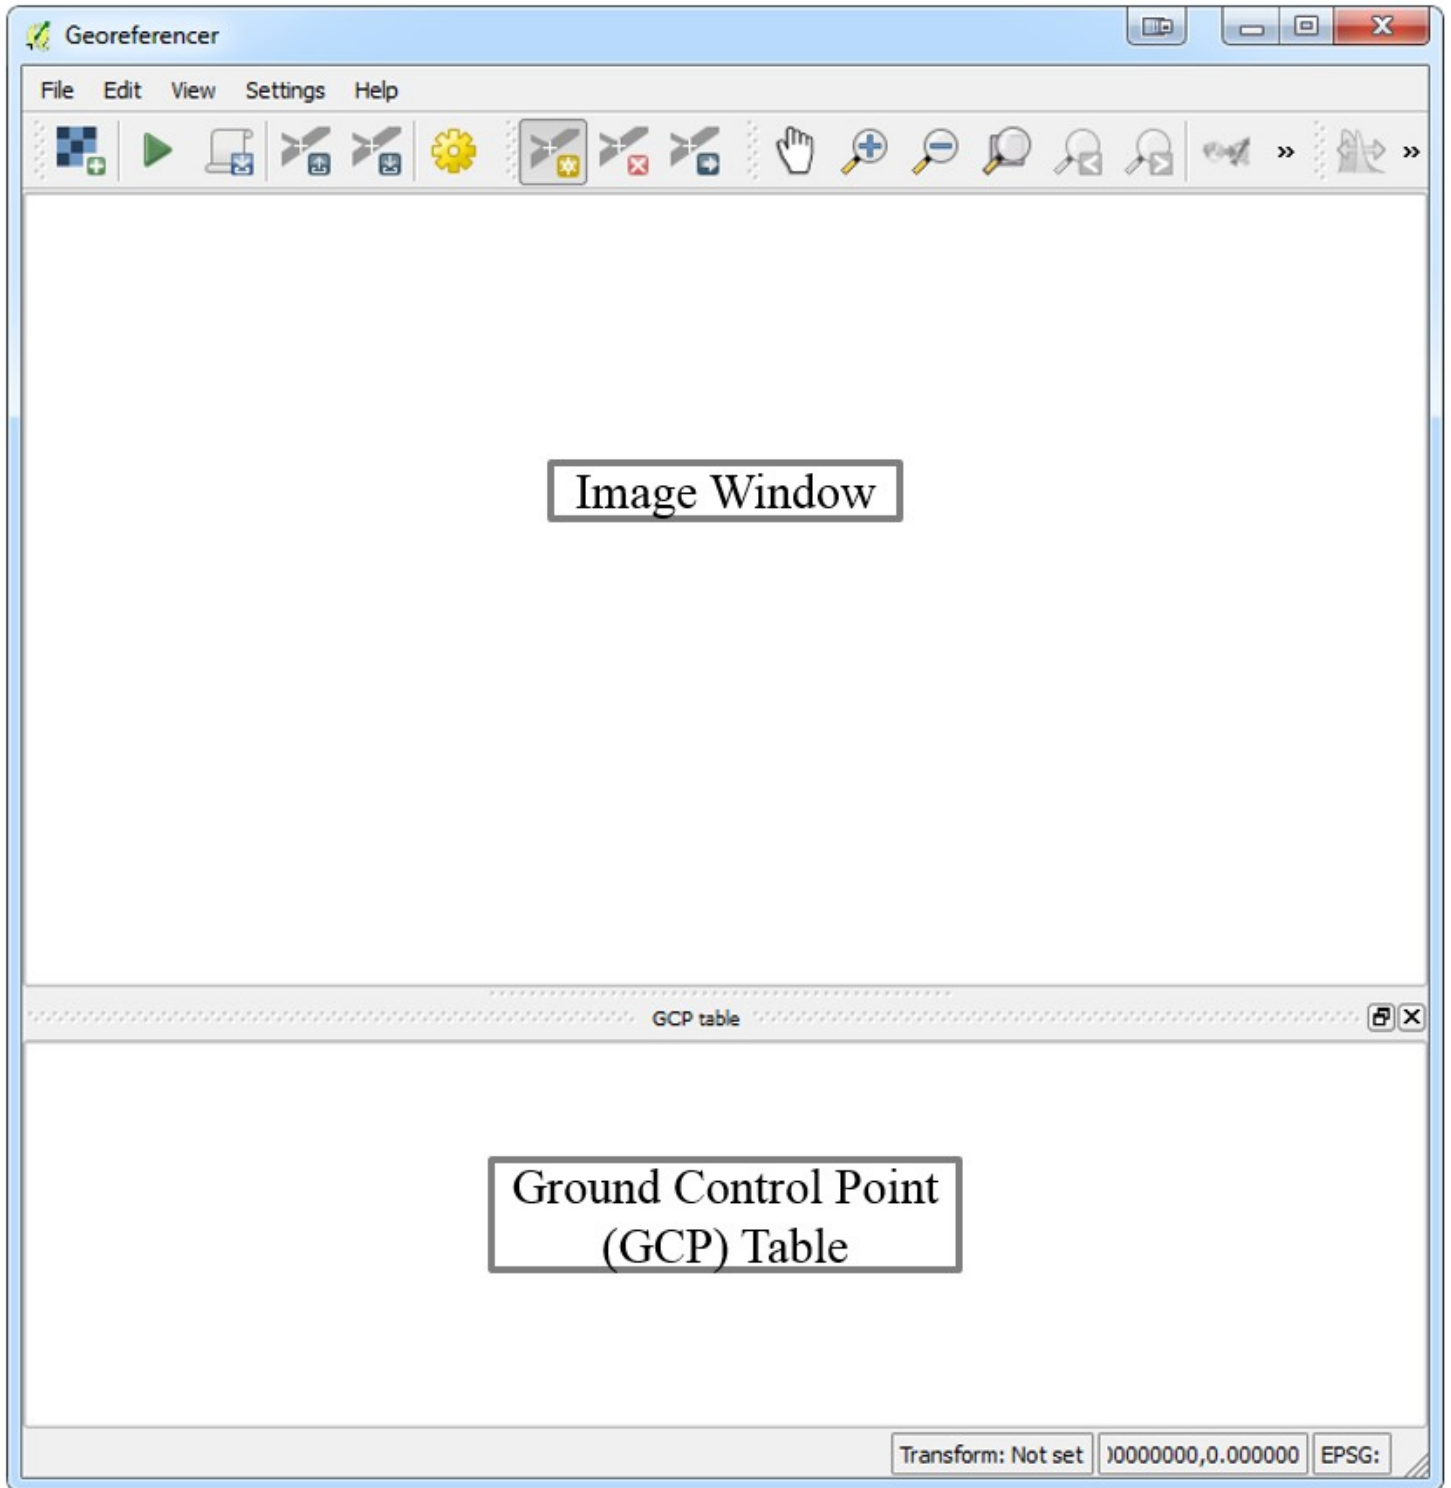 Georeferencer
File Edit View Settings Help
» »
Image Window
GCP table
Ground Control Point
(GCP) Table
Transform: Not set )0000000,0.000000 EPSG: